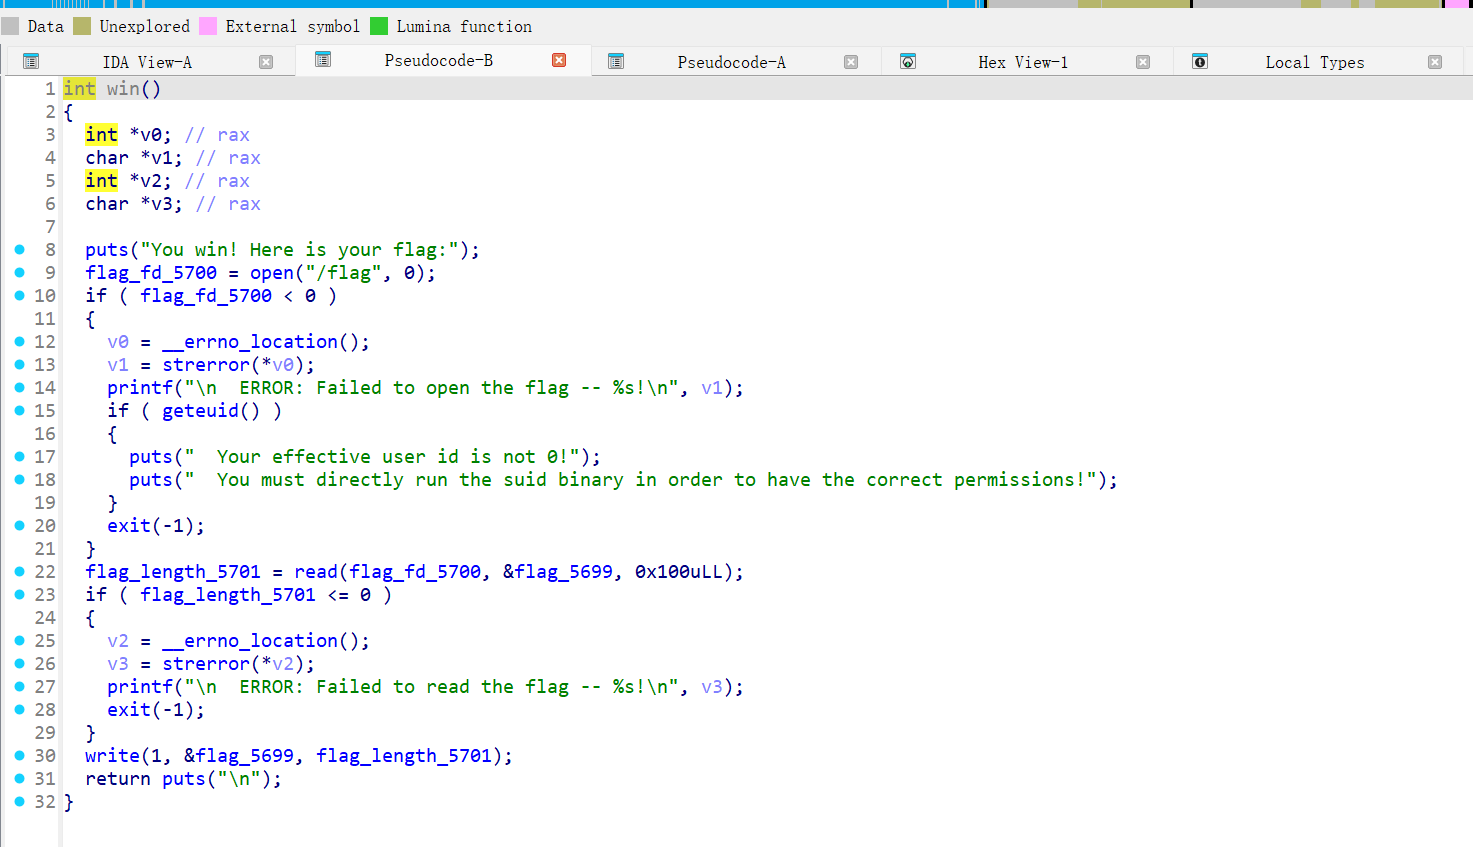 Data Unexplored External symbol Lumina function
IDA View-A Pseudocode-B Pseudocode-A Hex View-1 Local Types
1 int win()
2 {
3   int *v0; // rax
4   char *v1; // rax
5   int *v2; // rax
6   char *v3; // rax
7
8   puts("You win! Here is your flag:");
9   flag_fd_5700 = open("/flag", 0);
10   if ( flag_fd_5700 < 0 )
11   {
12     v0 = __errno_location();
13     v1 = strerror(*v0);
14     printf("\n  ERROR: Failed to open the flag -- %s!\n", v1);
15     if ( geteuid() )
16     {
17       puts("  Your effective user id is not 0!");
18       puts("  You must directly run the suid binary in order to have the correct permissions!");
19     }
20     exit(-1);
21   }
22   flag_length_5701 = read(flag_fd_5700, &flag_5699, 0x100uLL);
23   if ( flag_length_5701 <= 0 )
24   {
25     v2 = __errno_location();
26     v3 = strerror(*v2);
27     printf("\n  ERROR: Failed to read the flag -- %s!\n", v3);
28     exit(-1);
29   }
30   write(1, &flag_5699, flag_length_5701);
31   return puts("\n");
32 }